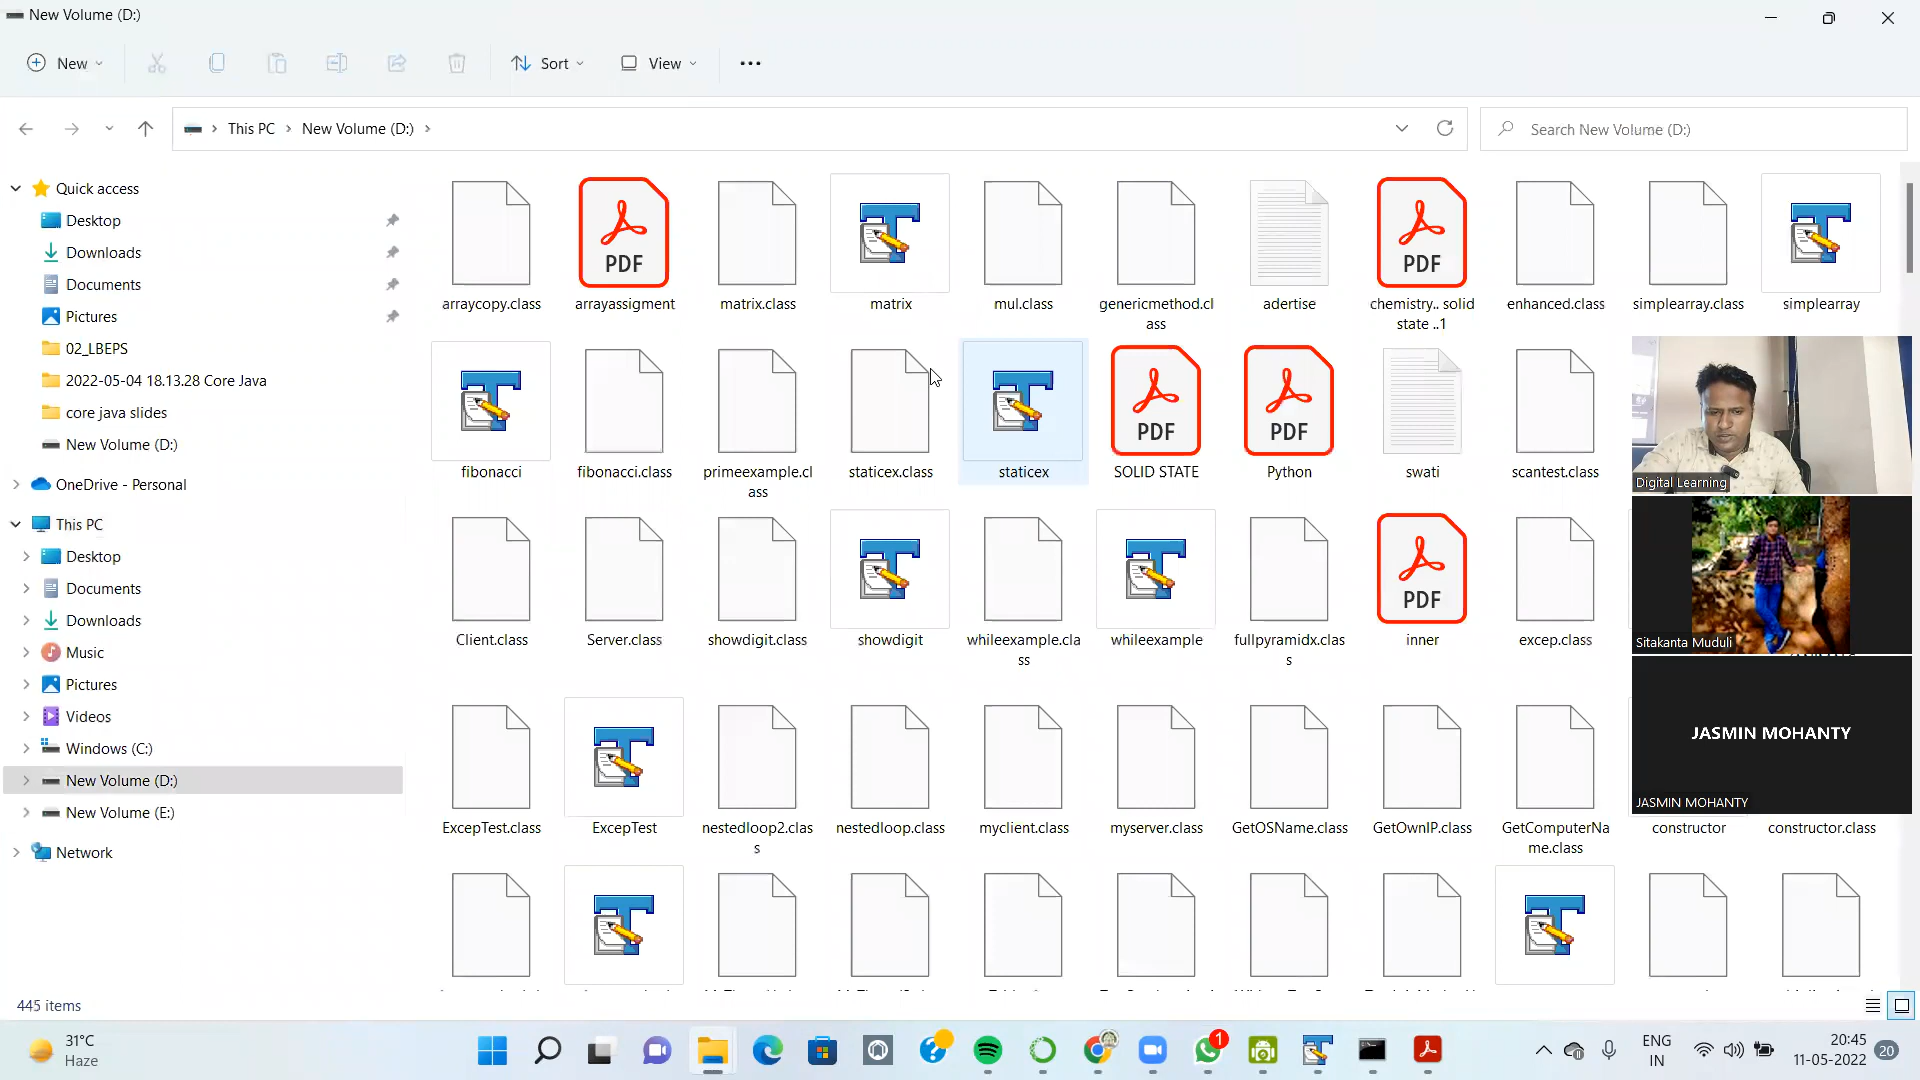 New Volume (D:)
New
Sort
View
This PC
New Volume (D:)
Search New Volume (D:)
Quick access
Desktop
Downloads
Documents
Pictures
02_LBEPS
2022-05-04 18.13.28 Core Java
core java slides
New Volume (D:)
OneDrive - Personal
This PC
Desktop
Documents
Downloads
Music
Pictures
Videos
Windows (C:)
New Volume (D:)
New Volume (E:)
Network
PDF
PDF
arraycopy.class
arrayassigment
matrix.class
matrix
mul.class
genericmethod.cl
ass
adertise
chemistry.. solid
state ..1
enhanced.class
simplearray.class
simplearray
PDF
PDF
fibonacci
fibonacci.class
primeexample.cl
ass
staticex.class
staticex
SOLID STATE
Python
swati
scantest.class
PDF
Client.class
Server.class
showdigit.class
showdigit
whileexample.cla
ss
whileexample
fullpyramidx.clas
s
inner
excep.class
ExcepTest.class
ExcepTest
nestedloop2.clas
s
nestedloop.class
myclient.class
myserver.class
GetOSName.class
GetOwnIP.class
GetComputerNa
me.class
constructor
constructor.class
Digital Learning
Sitakanta Muduli
JASMIN MOHANTY
JASMIN MOHANTY
445 items
31°C
Haze
1
ENG
IN
20:45
11-05-2022
20